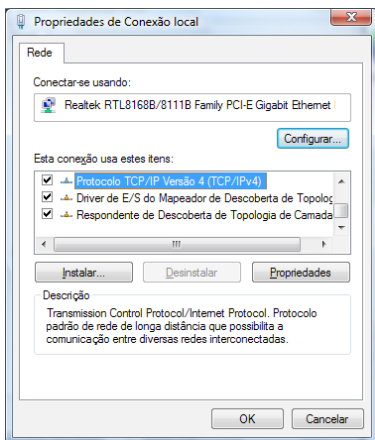 Propriedades de Conexão local
Rede
Conectar-se usando:
Realtek RTL8168B/8111B Family PCI-E Gigabit Ethernet
Configurar...
Esta conexão usa estes itens:
Protocolo TCP/IP Versão 4 (TCP/IPv4)
Driver de E/S do Mapeador de Descoberta de Topolog
Respondente de Descoberta de Topologia de Camada
Instalar...
Desinstalar
Propriedades
Descrição
Transmission Control Protocol/Internet Protocol. Protocolo
padrão de rede de longa distância que possibilita a
comunicação entre diversas redes interconectadas.
OK
Cancelar